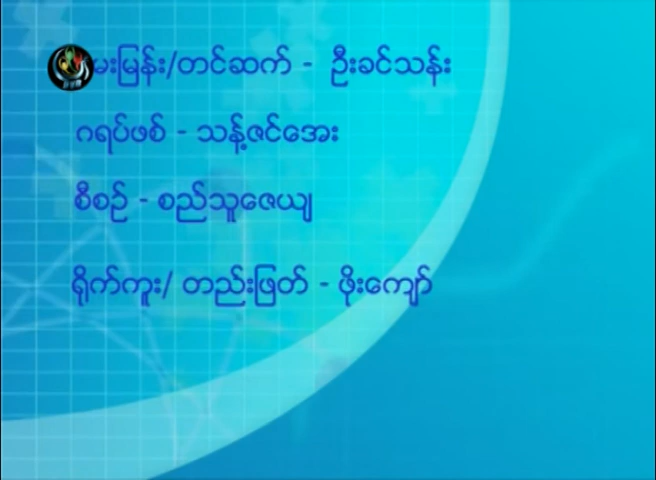 မေးမြန်း/တင်ဆက် - ဦးခင်သန်း
ဂရပ်ဖစ် - သန့်ဇင်အေး
စီစဉ် - စည်သူဇေယျ
ရိုက်ကူး/ တည်းဖြတ် - ဖိုးကျော်